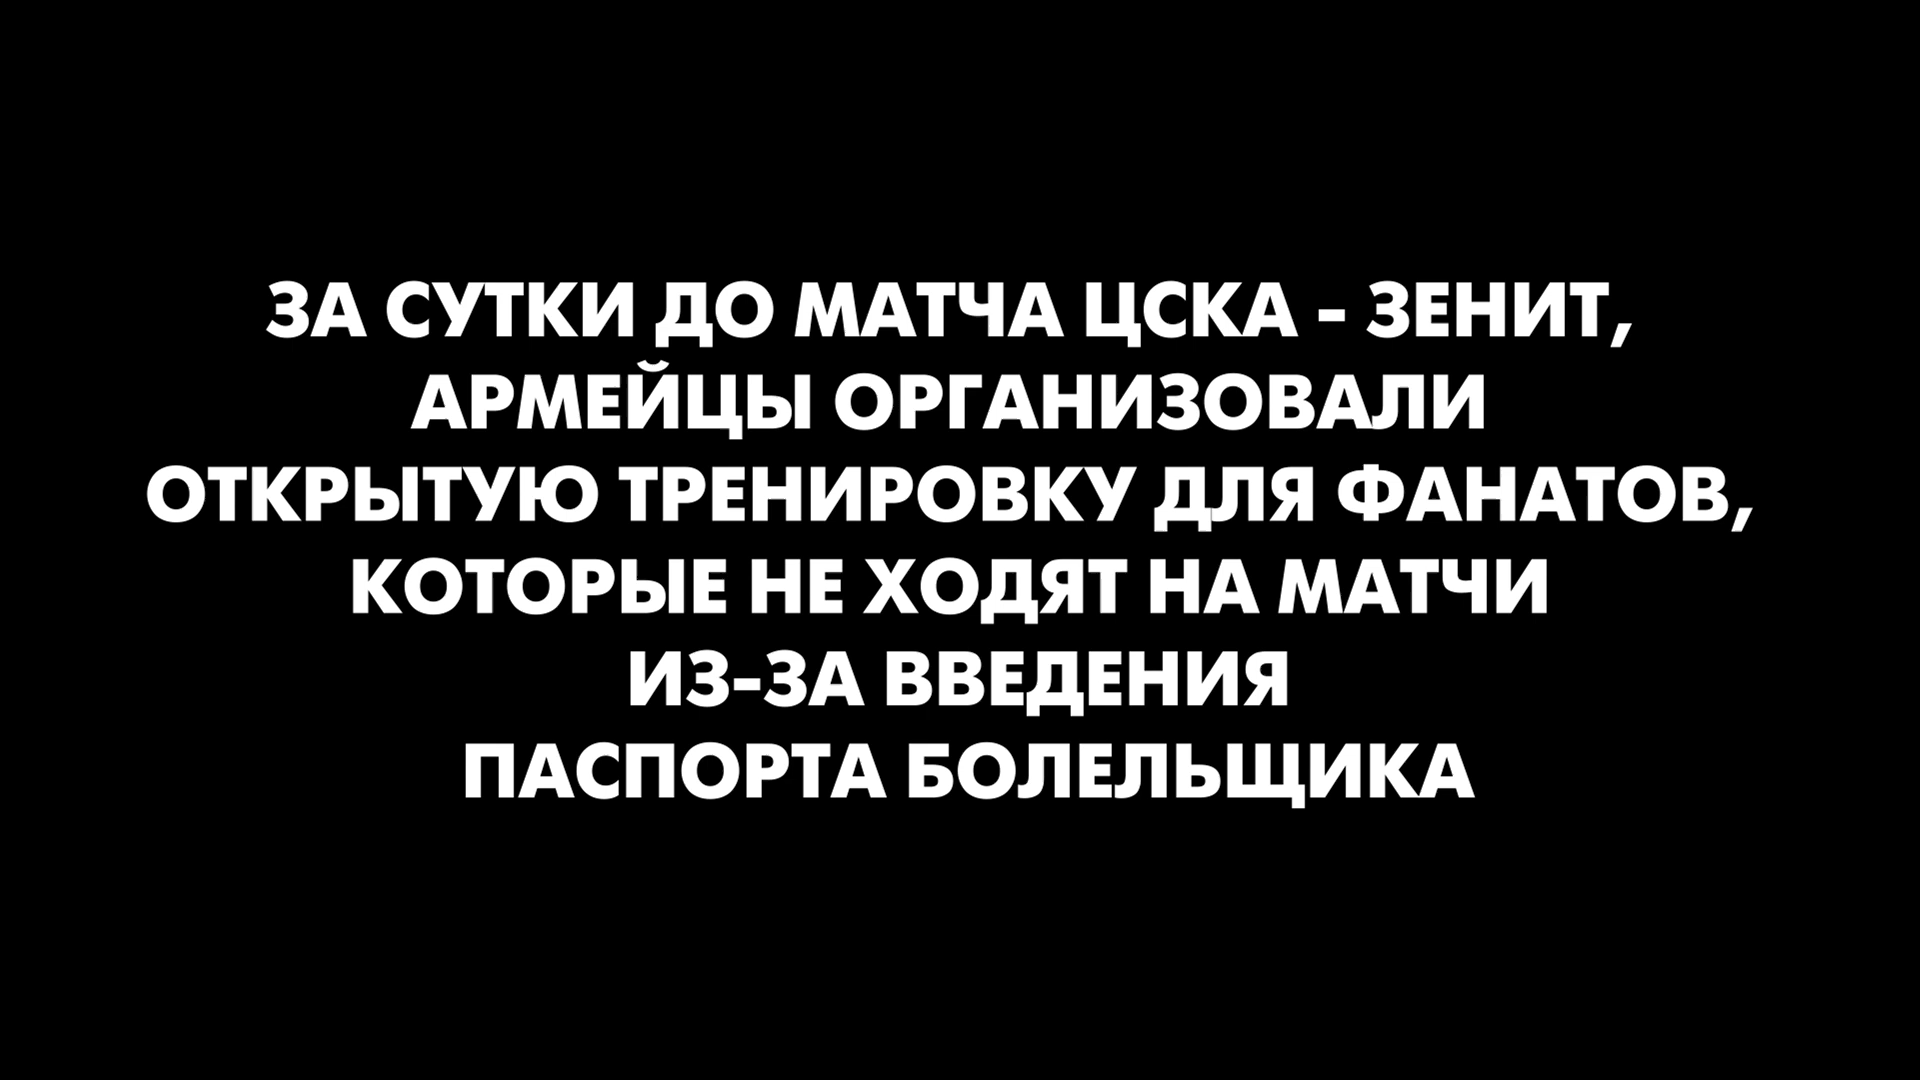 ЗА СУТКИ ДО МАТЧА ЦСКА - ЗЕНИТ,
АРМЕЙЦЫ ОРГАНИЗОВАЛИ
ОТКРЫТУЮ ТРЕНИРОВКУ ДЛЯ ФАНАТОВ,
КОТОРЫЕ НЕ ХОДЯТ НА МАТЧИ
ИЗ-ЗА ВВЕДЕНИЯ
ПАСПОРТА БОЛЕЛЬЩИКА